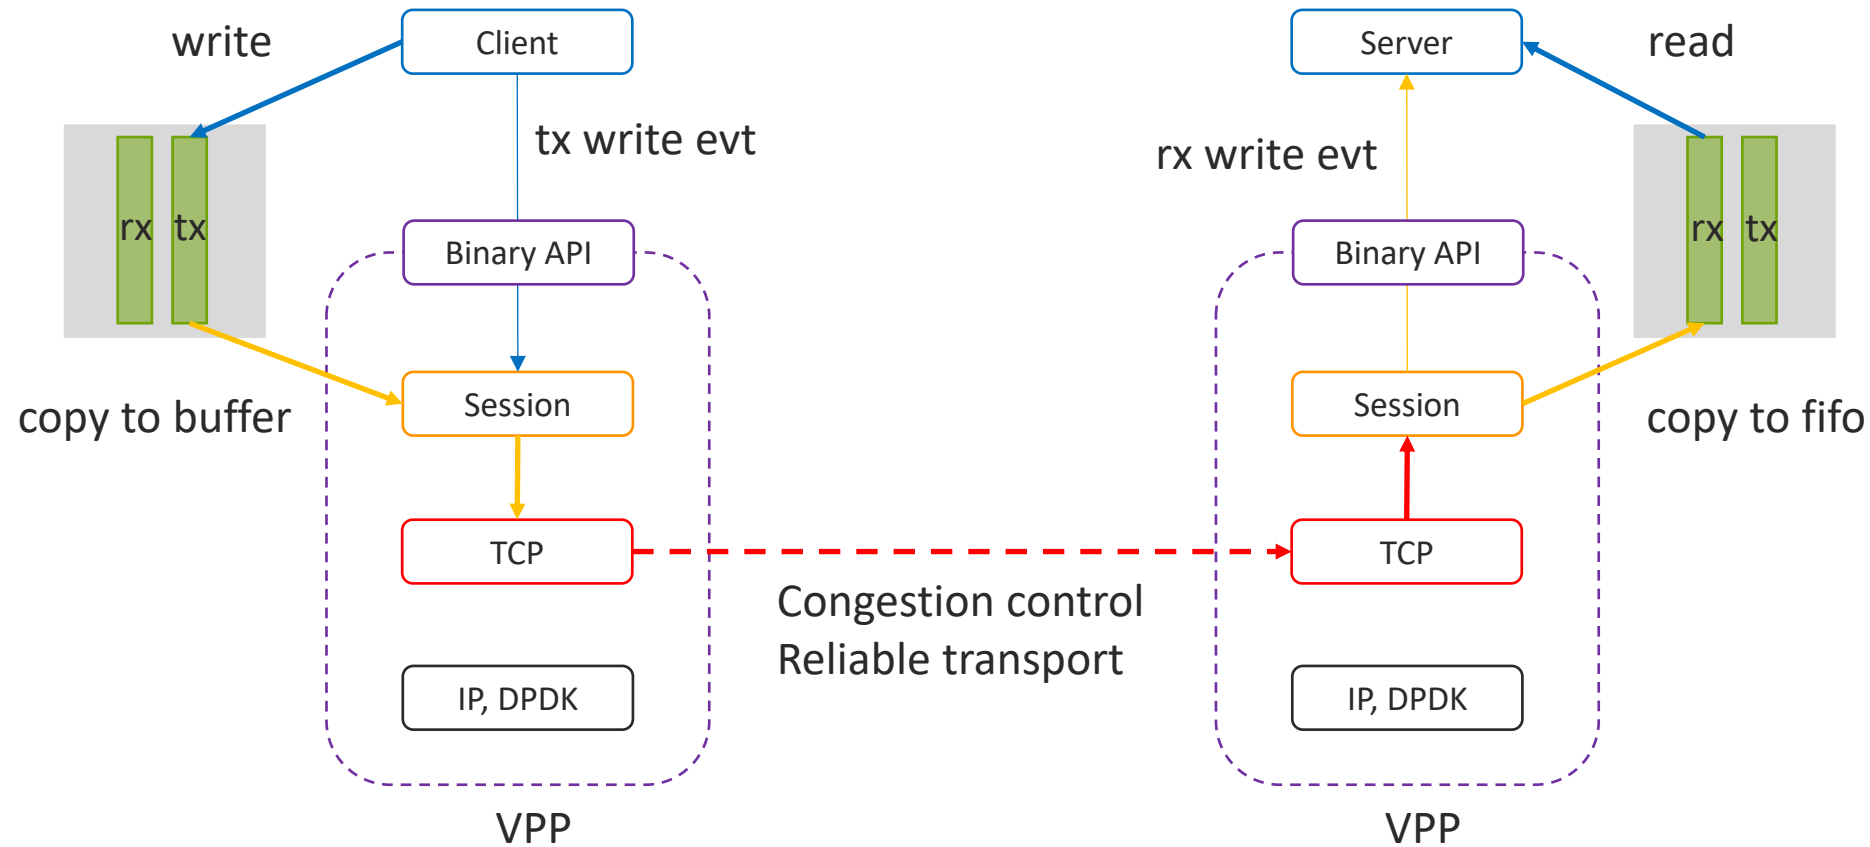 write
Client
Server
read
tx write evt
rx write evt
rx
tx
Binary API
Binary API
rx
tx
Session
Session
copy to buffer
copy to fifo
TCP
TCP
Congestion control
Reliable transport
IP, DPDK
IP, DPDK
VPP
VPP